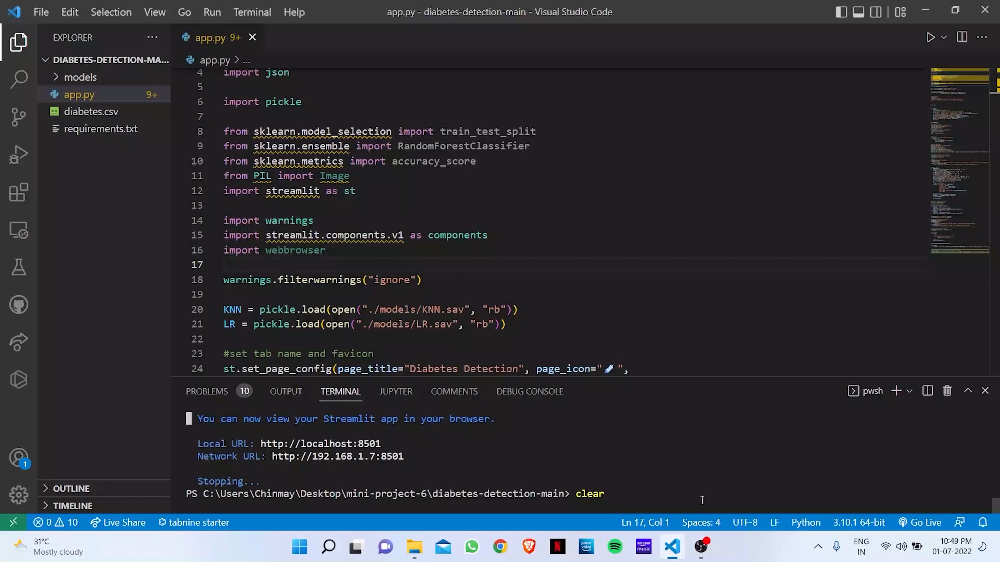 File Edit Selection View Go Run Terminal Help
app.py - diabetes-detection-main - Visual Studio Code
EXPLORER
DIABETES-DETECTION-MA...
models
app.py 9+
diabetes.csv
requirements.txt
OUTLINE
TIMELINE
app.py 9+
app.py > ...
4 import json
5
6 import pickle
7
8 from sklearn.model_selection import train_test_split
9 from sklearn.ensemble import RandomForestClassifier
10 from sklearn.metrics import accuracy_score
11 from PIL import Image
12 import streamlit as st
13
14 import warnings
15 import streamlit.components.v1 as components
16 import webbrowser
17
18 warnings.filterwarnings("ignore")
19
20 KNN = pickle.load(open("./models/KNN.sav", "rb"))
21 LR = pickle.load(open("./models/LR.sav", "rb"))
22
23 #set tab name and favicon
24 st.set_page_config(page_title="Diabetes Detection", page_icon="💉",
PROBLEMS 10 OUTPUT TERMINAL JUPYTER COMMENTS DEBUG CONSOLE
pwsh
You can now view your Streamlit app in your browser.
Local URL: http://localhost:8501
Network URL: http://192.168.1.7:8501
Stopping...
PS C:\Users\Chinmay\Desktop\mini-project-6\diabetes-detection-main> clear
1
0 10 Live Share tabnine starter
Ln 17, Col 1 Spaces: 4 UTF-8 LF Python 3.10.1 64-bit Go Live
31°C
Mostly cloudy
N
prime video
amazon music
ENG
IN
10:49 PM
01-07-2022